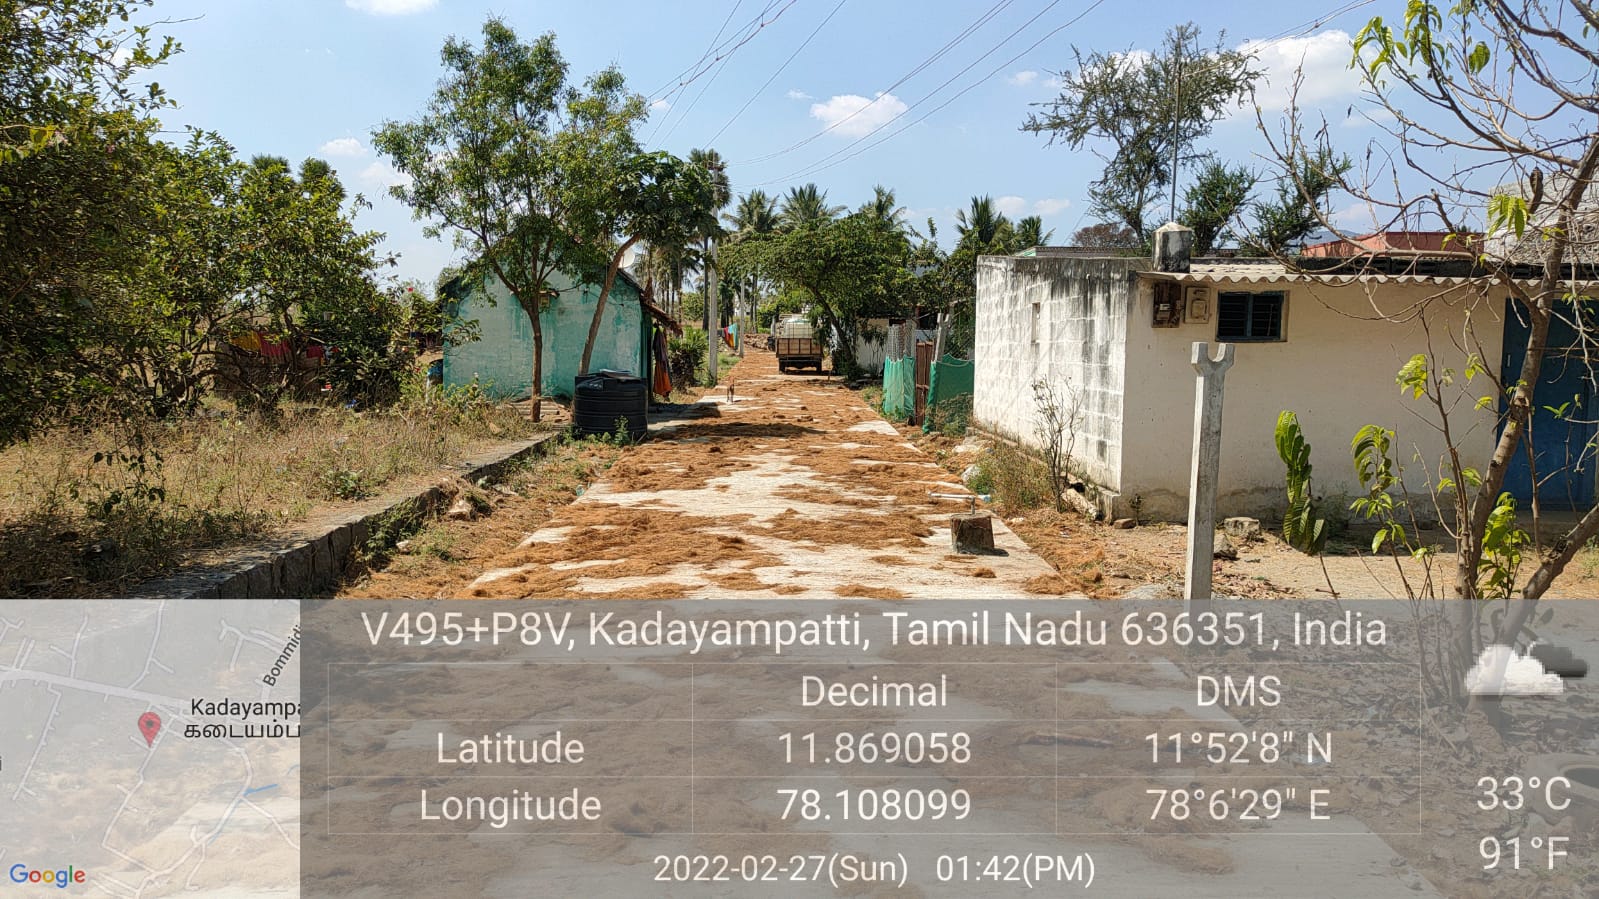 V495+P8V, Kadayampatti, Tamil Nadu 636351, India
Decimal DMS
Latitude 11.869058 11°52'8" N
Longitude 78.108099 78°6'29" E
2022-02-27(Sun) 01:42(PM)
33°C
91°F
Bommidi
Kadayampa
கடையம்ப
Google